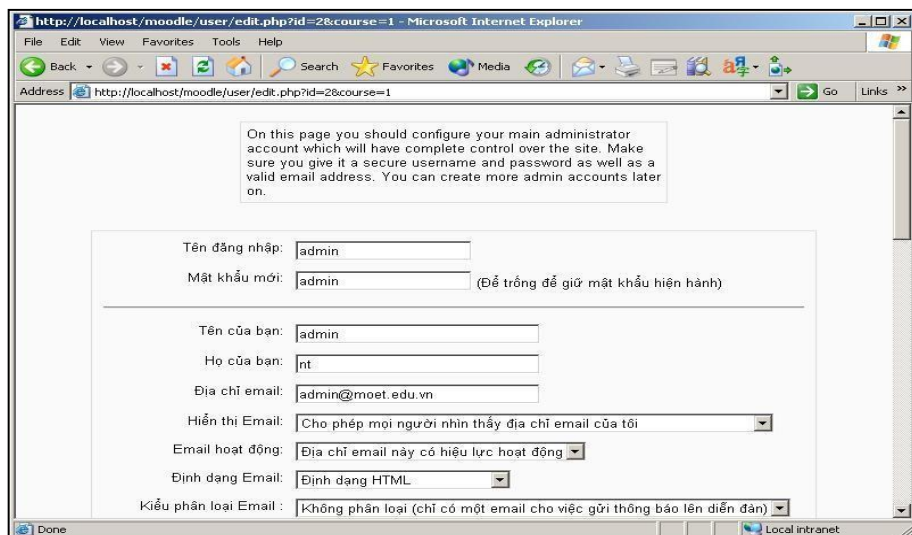 http://localhost/moodle/user/edit.php?id=2&course=1 - Microsoft Internet Explorer
File Edit View Favorites Tools Help
Back Search Favorites Media
Address http://localhost/moodle/user/edit.php?id=2&course=1 Go Links »
On this page you should configure your main administrator
account which will have complete control over the site. Make
sure you give it a secure username and password as well as a
valid email address. You can create more admin accounts later
on.
Tên đăng nhập: admin
Mật khẩu mới: admin (Để trống để giữ mật khẩu hiện hành)
Tên của bạn: admin
Họ của bạn: nt
Địa chỉ email: admin@moet.edu.vn
Hiển thị Email: Cho phép mọi người nhìn thấy địa chỉ email của tôi
Email hoạt động: Địa chỉ email này có hiệu lực hoạt động
Định dạng Email: Định dạng HTML
Kiểu phân loại Email : Không phân loại (chỉ có một email cho việc gửi thông báo lên diễn đàn)
Done Local intranet